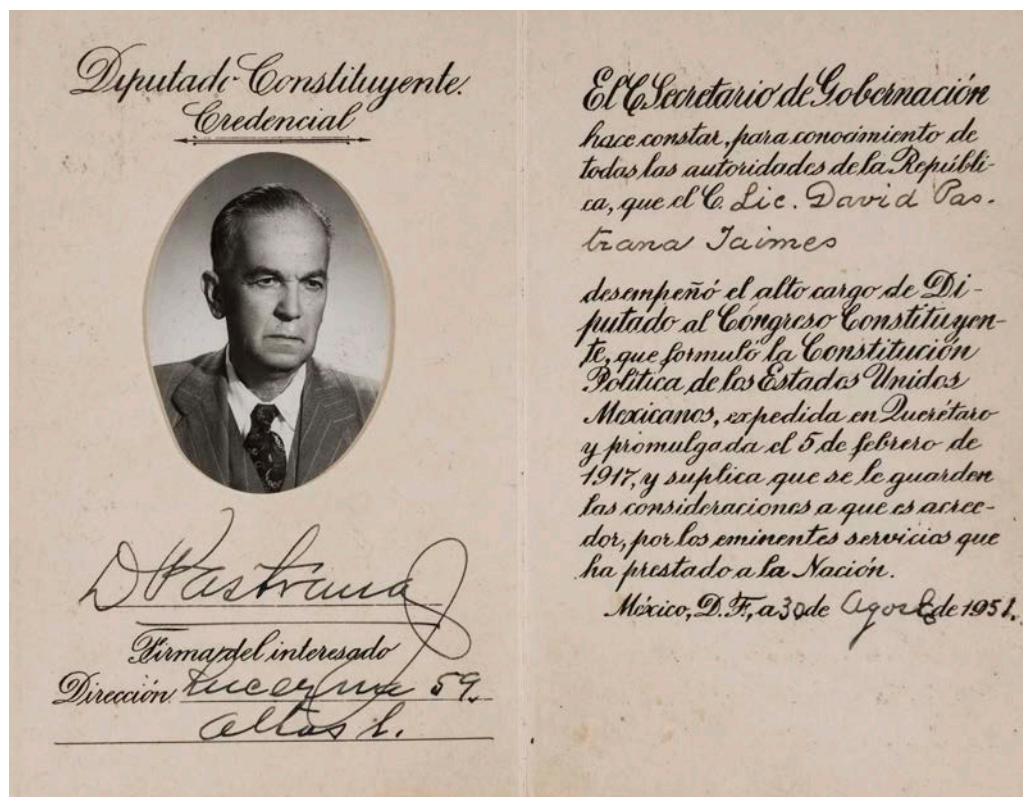 Diputado Constituyente.
Credencial
D Pastrana J
Firma del interesado
Dirección Lucerna 59.
Altos 1.
El C. Secretario de Gobernación
hace constar, para conocimiento de
todas las autoridades de la Repúbli-
ca, que el C. Lic. David Pas-
trana Jaimes
desempeñó el alto cargo de Di-
putado al Congreso Constituyen-
te, que formuló la Constitución
Política de los Estados Unidos
Mexicanos, expedida en Querétaro
y promulgada el 5 de febrero de
1917, y suplica que se le guarden
las consideraciones a que es acree-
dor, por los eminentes servicios que
ha prestado a la Nación.
México, D. F., a 30 de Agosto de 1951.